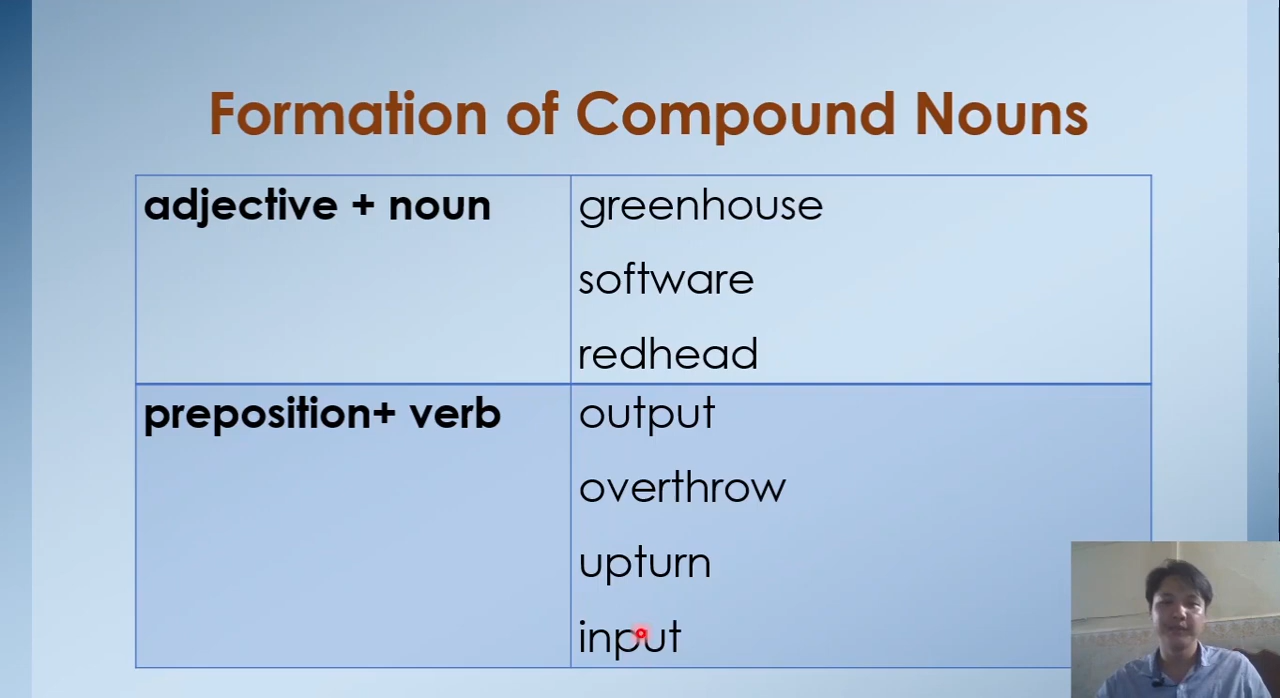 Formation of Compound Nouns
adjective + noun
greenhouse
software
redhead
preposition+ verb
output
overthrow
upturn
input